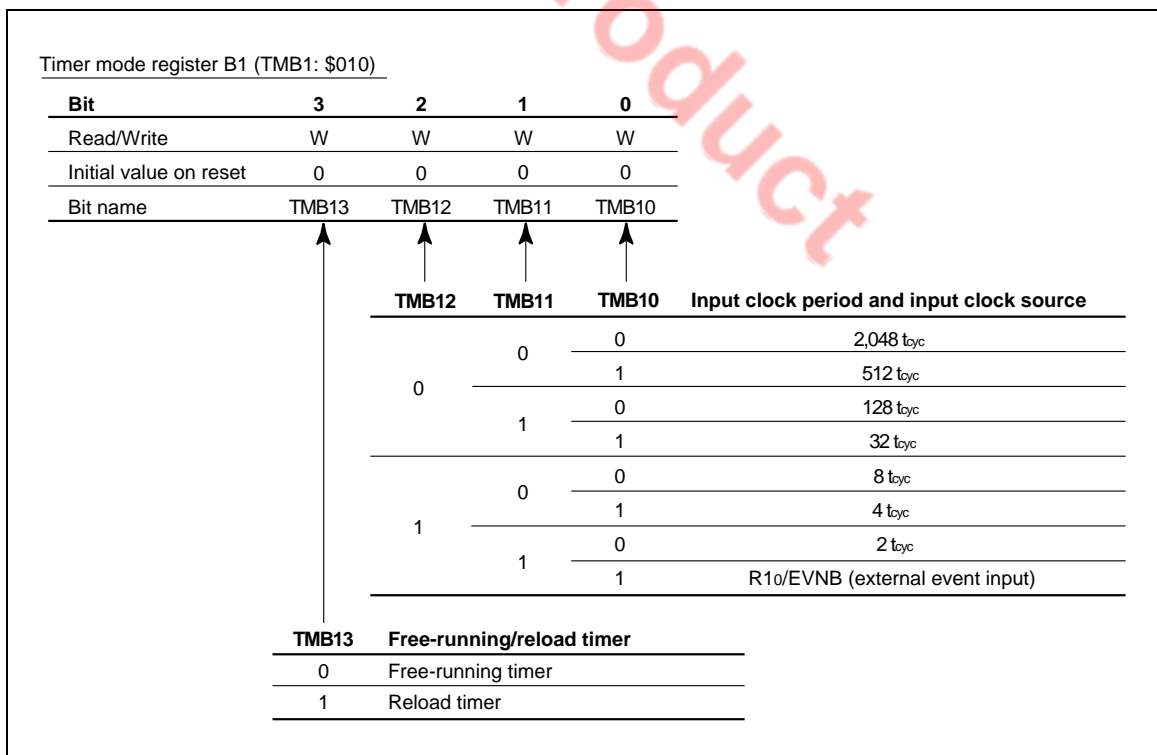 roduct
Timer mode register B1 (TMB1: $010)
Bit 3 2 1 0
Read/Write W W W W
Initial value on reset 0 0 0 0
Bit name TMB13 TMB12 TMB11 TMB10
TMB12 TMB11 TMB10 Input clock period and input clock source
0 0 0 2,048 tcyc
1 512 tcyc
1 0 128 tcyc
1 32 tcyc
1 0 0 8 tcyc
1 4 tcyc
1 0 2 tcyc
1 R10/EVNB (external event input)
TMB13 Free-running/reload timer
0 Free-running timer
1 Reload timer